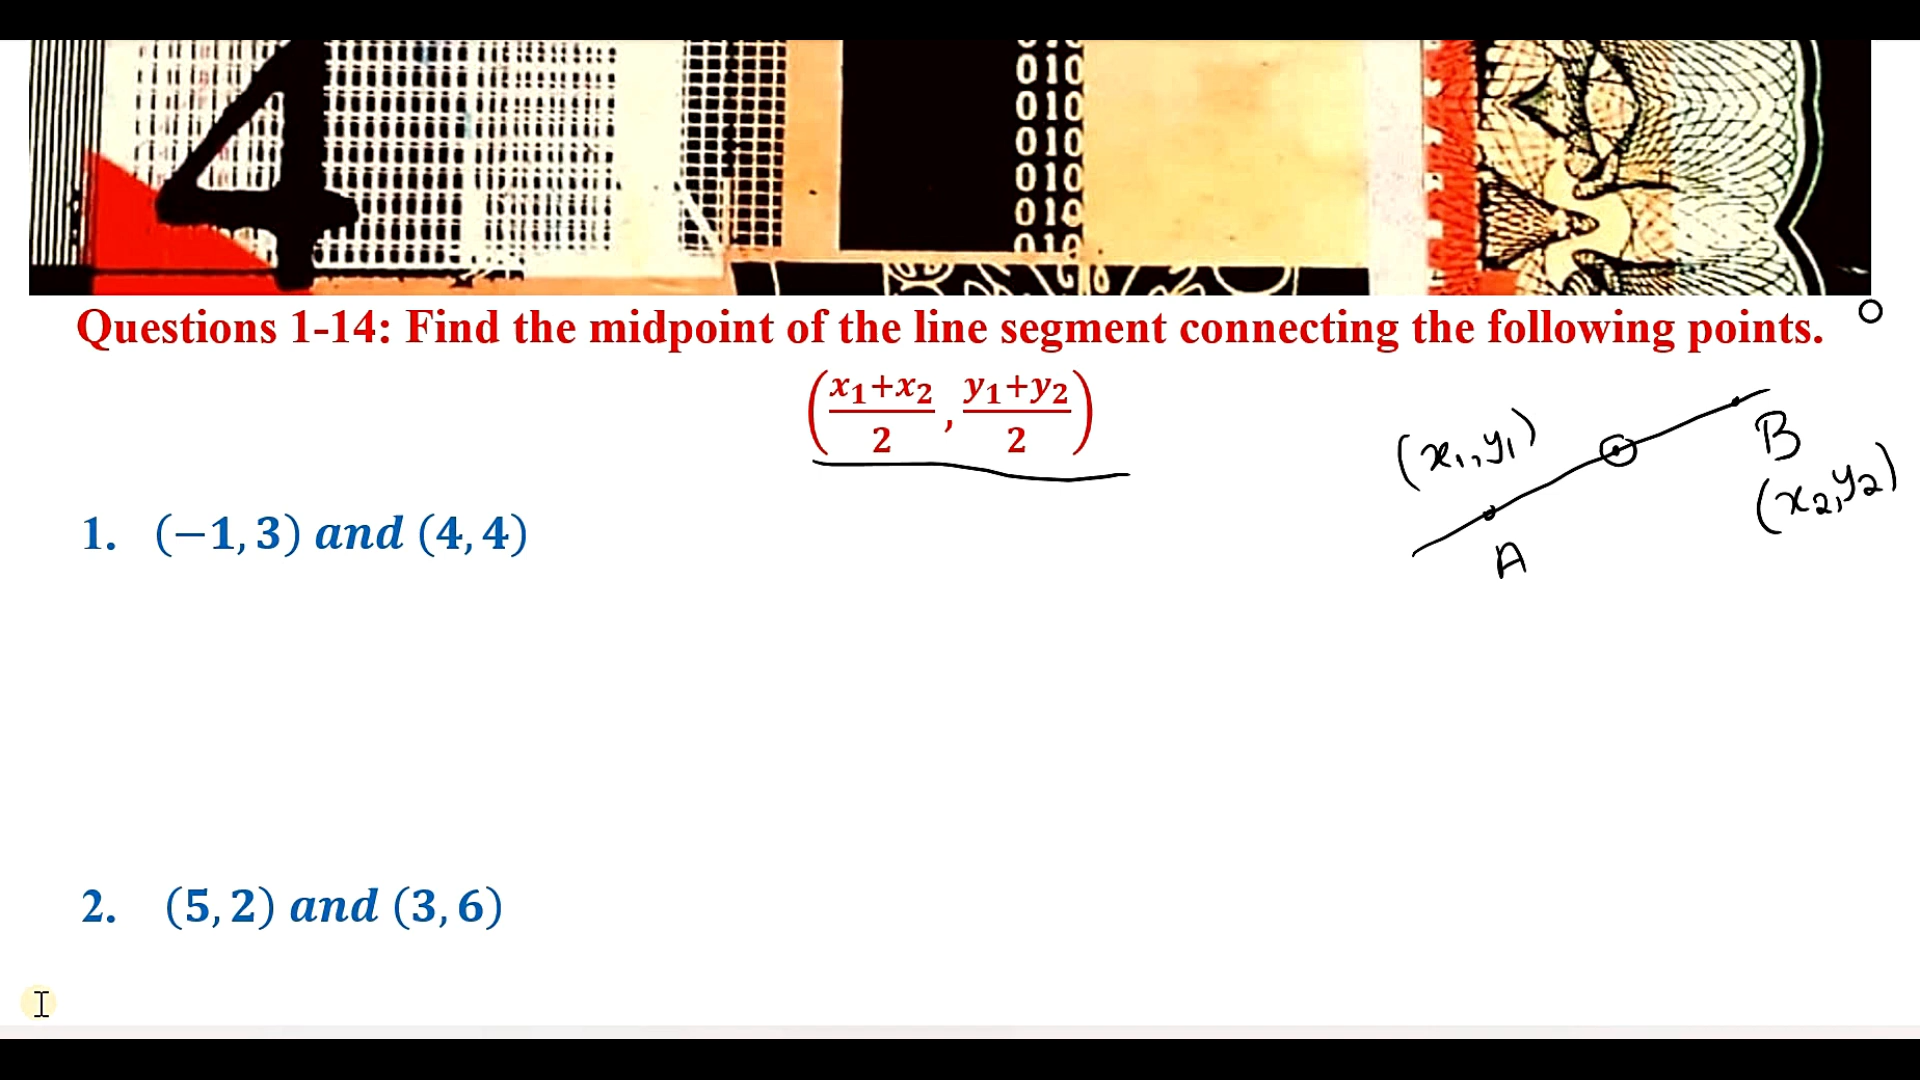 4
010
010
010
010
010
010
Questions 1-14: Find the midpoint of the line segment connecting the following points.
(x₁+x₂/2, y₁+y₂/2)
(x₁, y₁)
B
(x₂, y₂)
A
1. (−1, 3) and (4, 4)
2. (5, 2) and (3, 6)